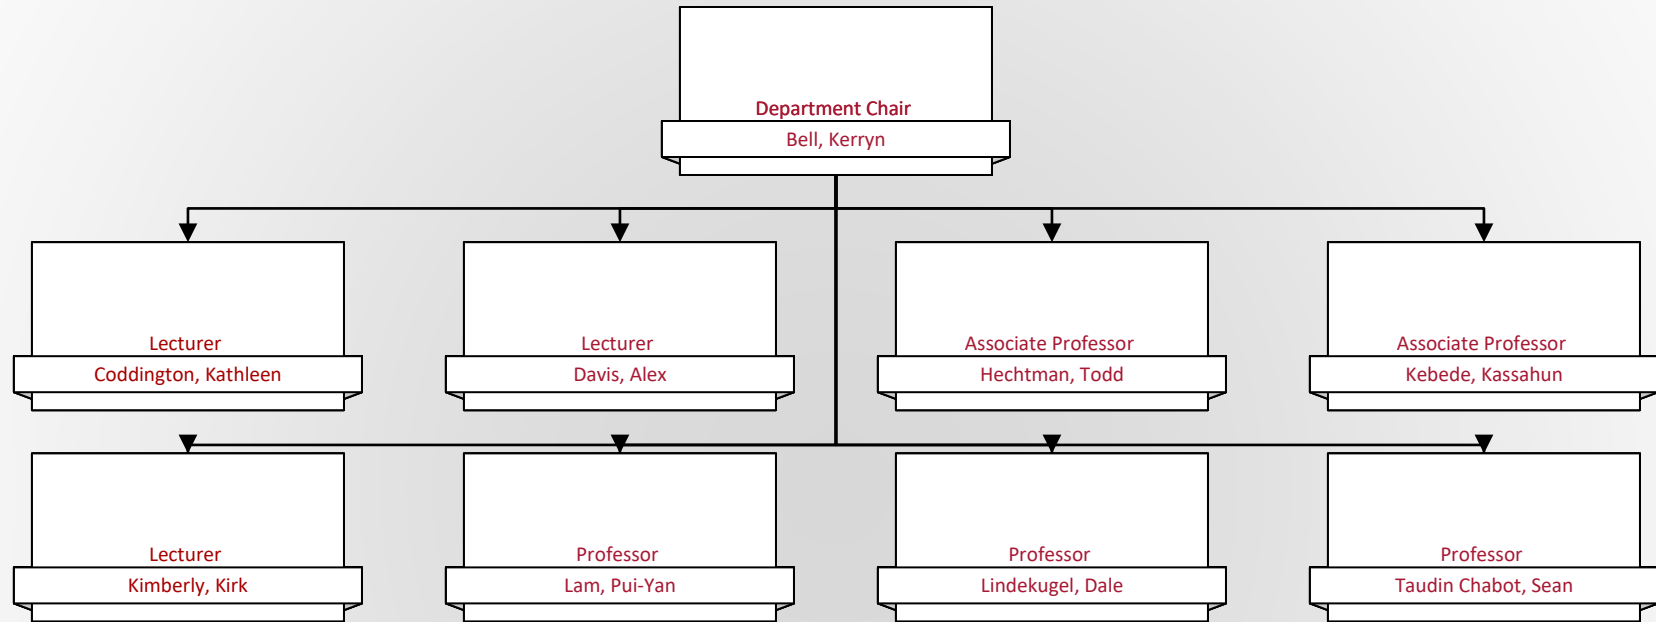 Department Chair
Bell, Kerryn
Lecturer
Coddington, Kathleen
Lecturer
Davis, Alex
Associate Professor
Hechtman, Todd
Associate Professor
Kebede, Kassahun
Lecturer
Kimberly, Kirk
Professor
Lam, Pui-Yan
Professor
Lindekugel, Dale
Professor
Taudin Chabot, Sean